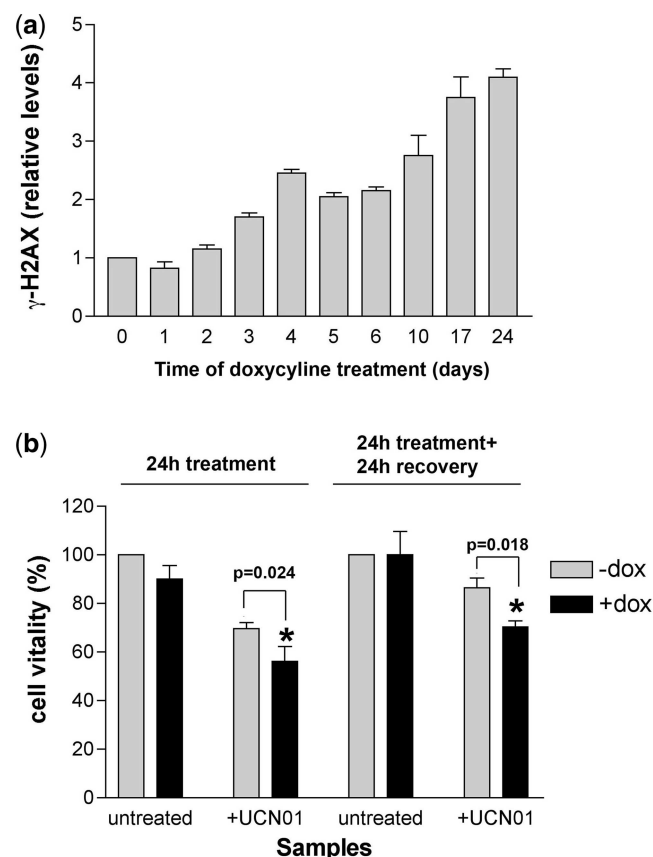 (a)
γ-H2AX (relative levels)
5
4
3
2
1
0
0 1 2 3 4 5 6 10 17 24
Time of doxycyline treatment (days)
(b)
24h treatment
24h treatment+
24h recovery
cell vitality (%)
120
100
80
60
40
20
0
p=0.024
*
p=0.018
*
-dox
+dox
untreated +UCN01 untreated +UCN01
Samples